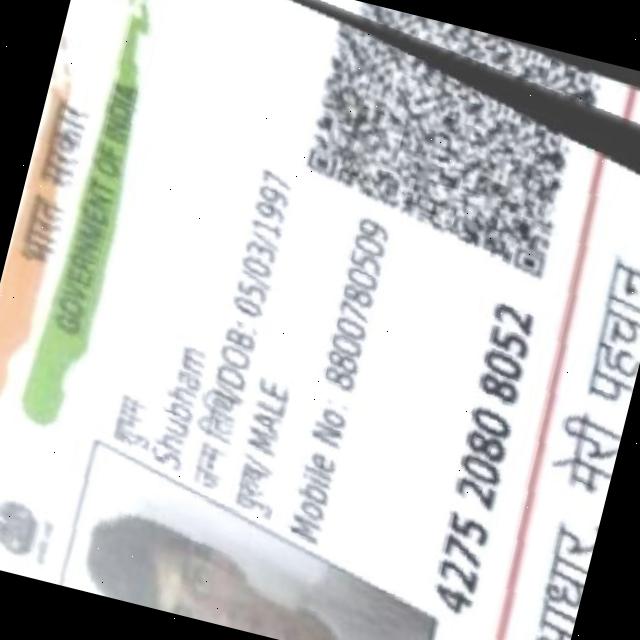 भारत सरकार
GOVERNMENT OF INDIA
शुभम
Shubham
जन्म तिथि/DOB: 05/03/1997
पुरुष/ MALE
Mobile No: 8800780509
4275 2080 8052
आधार, मेरी पहचान